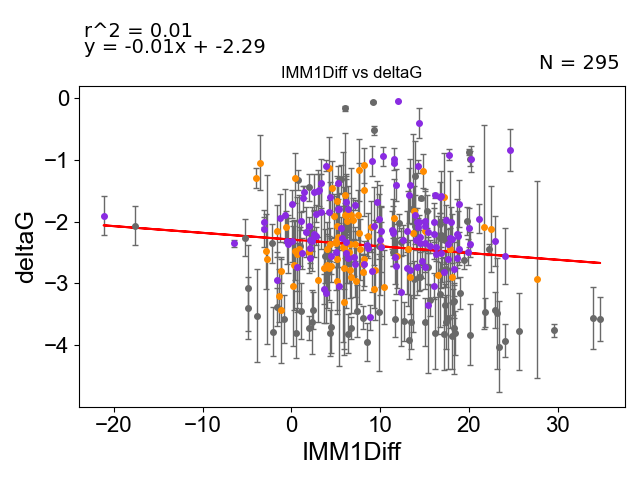 r^2 = 0.01
y = -0.01x + -2.29
N = 295
IMM1Diff vs deltaG
0
−1
−2
−3
−4
deltaG
−20
−10
0
10
20
30
IMM1Diff